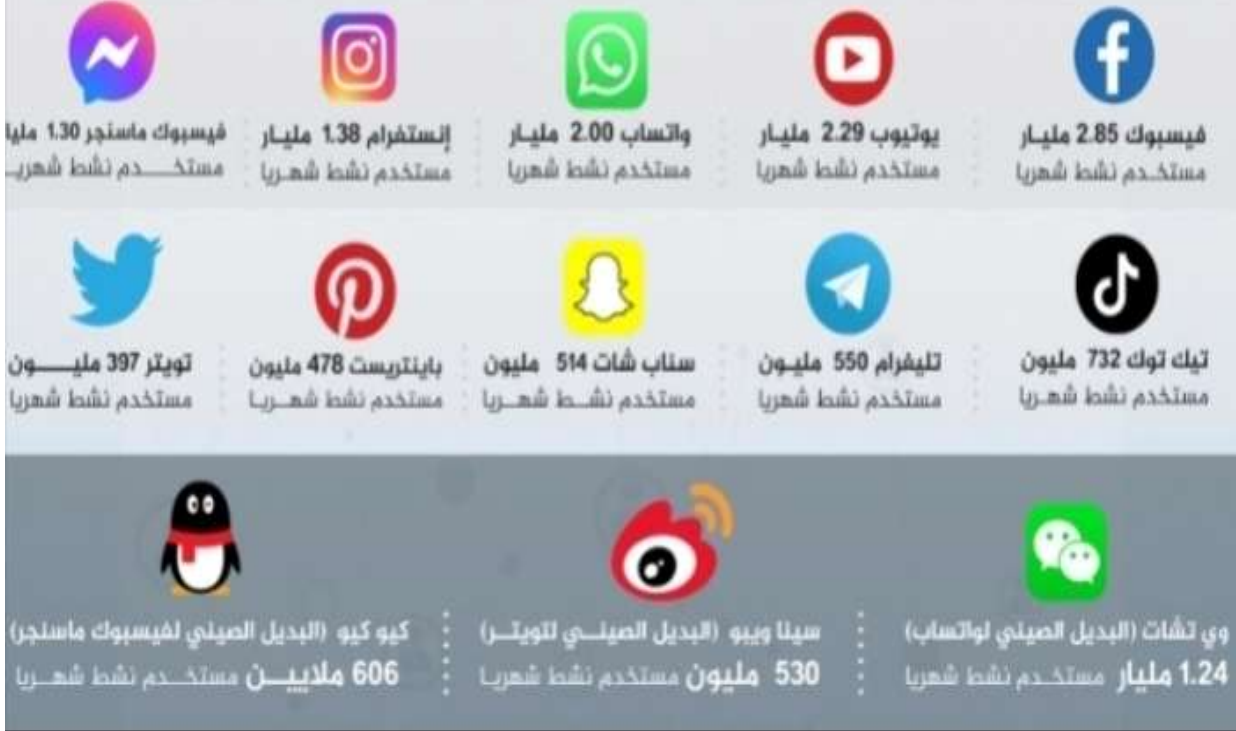 فيسبوك 2.85 مليار
مستخدم نشط شهريا
يوتيوب 2.29 مليار
مستخدم نشط شهريا
واتساب 2.00 مليار
مستخدم نشط شهريا
إنستغرام 1.38 مليار
مستخدم نشط شهريا
فيسبوك ماسنجر 1.30 مليا
مستخدم نشط شهريـ
تيك توك 732 مليون
مستخدم نشط شهريا
تليغرام 550 مليون
مستخدم نشط شهريا
سناب شات 514 مليون
مستخدم نشط شهريا
باينتريست 478 مليون
مستخدم نشط شهريا
تويتر 397 مليون
مستخدم نشط شهريا
وي تشات (البديل الصيني لواتساب)
1.24 مليار مستخدم نشط شهريا
سينا ويبو (البديل الصيني لتويتر)
530 مليون مستخدم نشط شهريا
كيو كيو (البديل الصيني لفيسبوك ماسنجر)
606 ملايين مستخدم نشط شهريا